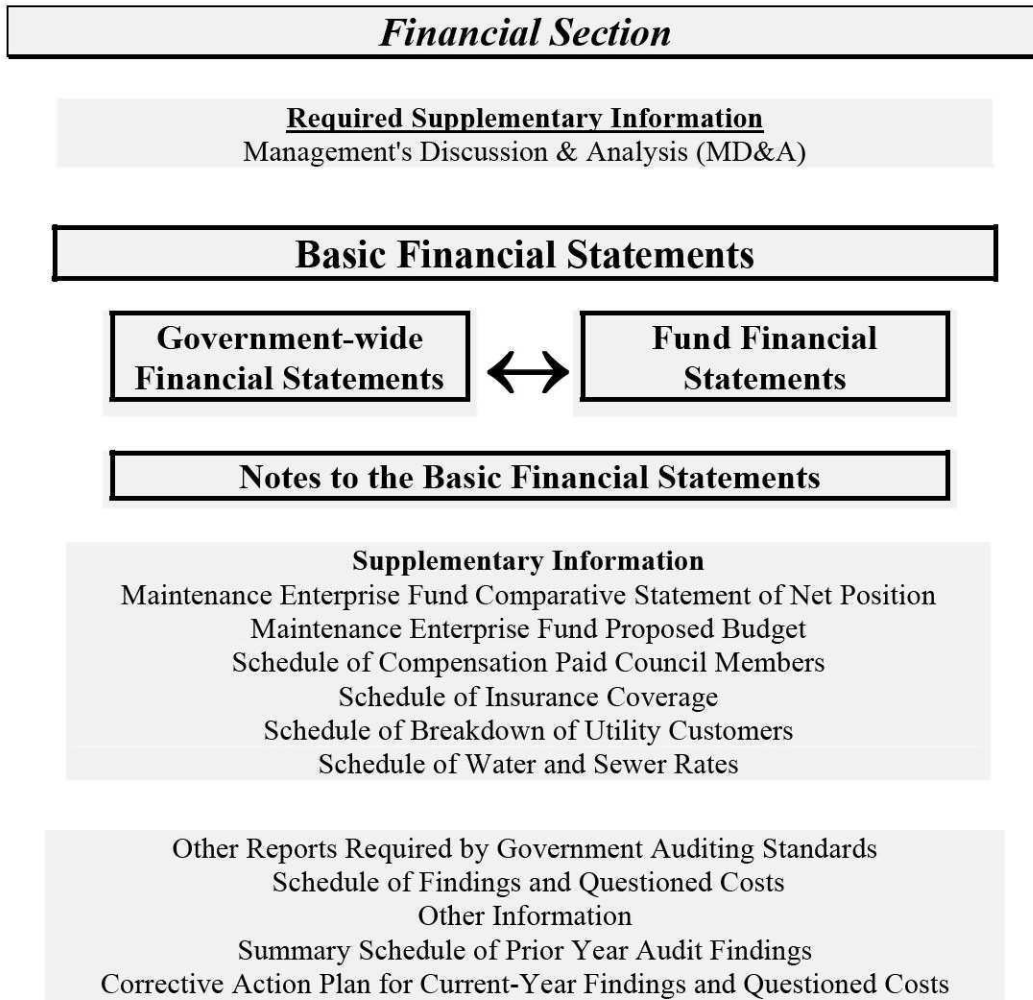 Financial Section
Required Supplementary Information
Management's Discussion & Analysis (MD&A)
Basic Financial Statements
Government-wide
Financial Statements
Fund Financial
Statements
Notes to the Basic Financial Statements
Supplementary Information
Maintenance Enterprise Fund Comparative Statement of Net Position
Maintenance Enterprise Fund Proposed Budget
Schedule of Compensation Paid Council Members
Schedule of Insurance Coverage
Schedule of Breakdown of Utility Customers
Schedule of Water and Sewer Rates
Other Reports Required by Government Auditing Standards
Schedule of Findings and Questioned Costs
Other Information
Summary Schedule of Prior Year Audit Findings
Corrective Action Plan for Current-Year Findings and Questioned Costs